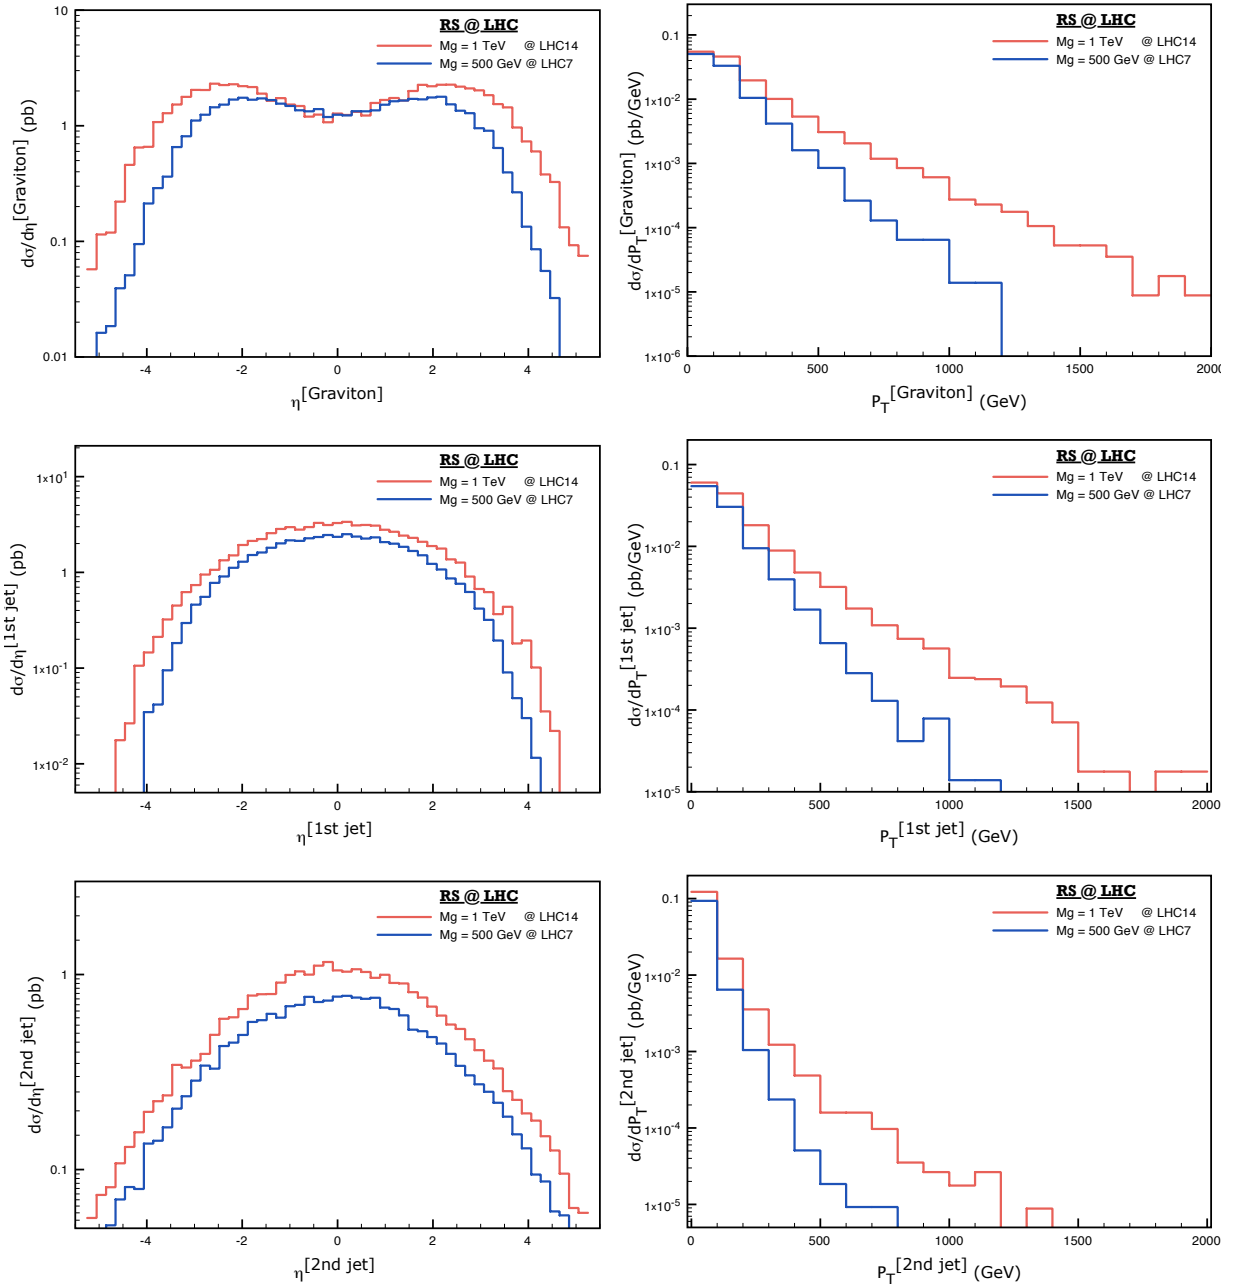 RS @ LHC
Mg = 1 TeV @ LHC14
Mg = 500 GeV @ LHC7
10
1
0.1
0.01
dσ/dη[Graviton] (pb)
-4 -2 0 2 4
η[Graviton]
RS @ LHC
Mg = 1 TeV @ LHC14
Mg = 500 GeV @ LHC7
0.1
1×10-2
1×10-3
1×10-4
1×10-5
1×10-6
dσ/dPT[Graviton] (pb/GeV)
500 1000 1500 2000
PT[Graviton] (GeV)
RS @ LHC
Mg = 1 TeV @ LHC14
Mg = 500 GeV @ LHC7
1×101
1
1×10-1
1×10-2
dσ/dη[1st jet] (pb)
-4 -2 0 2 4
η[1st jet]
RS @ LHC
Mg = 1 TeV @ LHC14
Mg = 500 GeV @ LHC7
0.1
1×10-2
1×10-3
1×10-4
1×10-5
dσ/dPT[1st jet] (pb/GeV)
0 500 1000 1500 2000
PT[1st jet] (GeV)
RS @ LHC
Mg = 1 TeV @ LHC14
Mg = 500 GeV @ LHC7
1
0.1
dσ/dη[2nd jet] (pb)
-4 -2 0 2 4
η[2nd jet]
RS @ LHC
Mg = 1 TeV @ LHC14
Mg = 500 GeV @ LHC7
0.1
1×10-2
1×10-3
1×10-4
1×10-5
dσ/dPT[2nd jet] (pb/GeV)
0 500 1000 1500 2000
PT[2nd jet] (GeV)